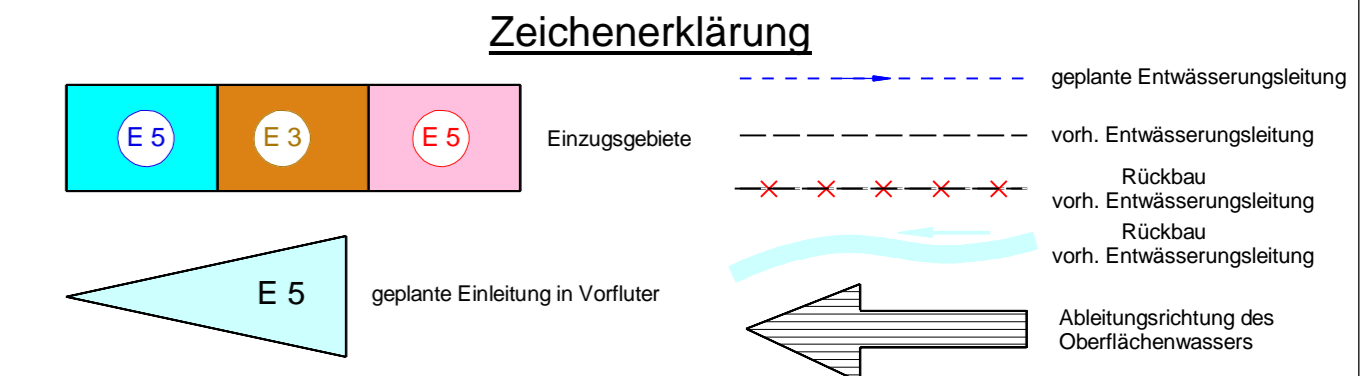 Zeichenerklärung
E 5
E 3
E 5
Einzugsgebiete
E 5
geplante Einleitung in Vorfluter
geplante Entwässerungsleitung
vorh. Entwässerungsleitung
Rückbau
vorh. Entwässerungsleitung
Rückbau
vorh. Entwässerungsleitung
Ableitungsrichtung des
Oberflächenwassers